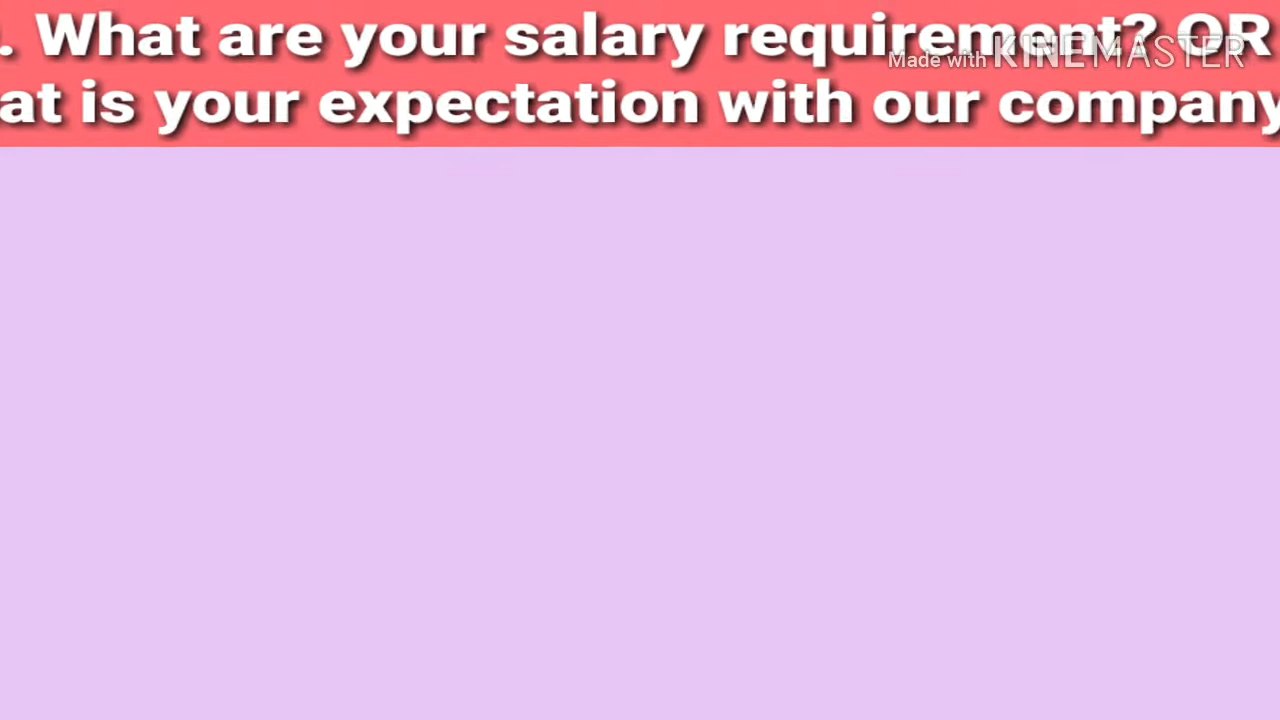 . What are your salary requirement? OR
at is your expectation with our company
Made with KINEMASTER